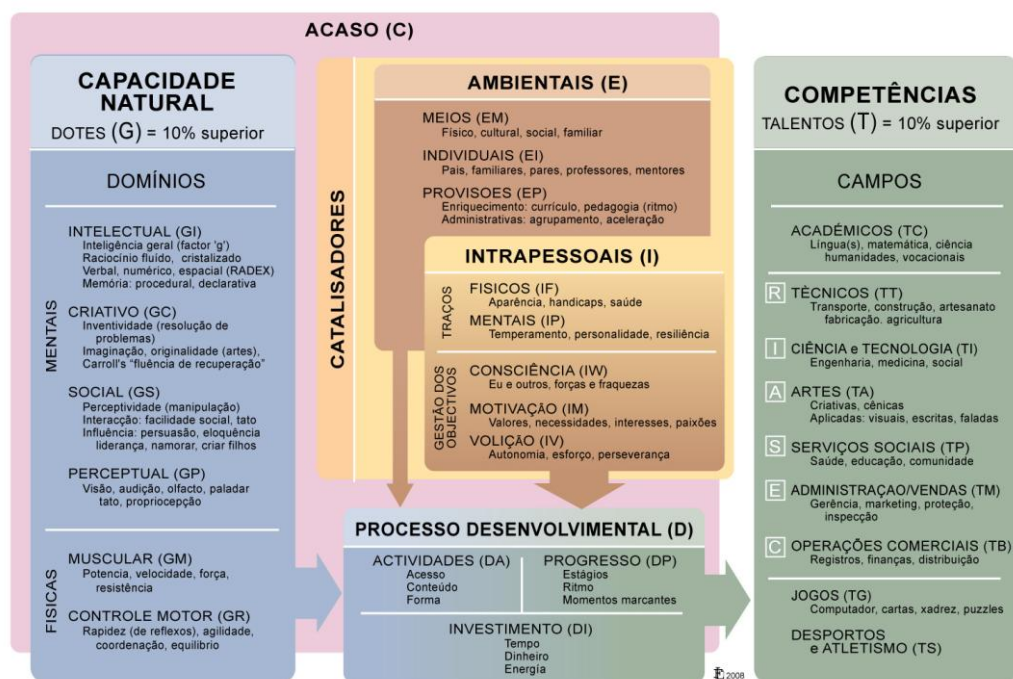 ACASO (C)
CAPACIDADE
NATURAL
DOTES (G) = 10% superior
DOMÍNIOS
MENTAIS
INTELECTUAL (GI)
Inteligência geral (factor 'g')
Raciocínio fluído, cristalizado
Verbal, numérico, espacial (RADEX)
Memória: procedural, declarativa
CRIATIVO (GC)
Inventividade (resolução de
problemas)
Imaginação, originalidade (artes),
Carroll's “fluência de recuperação”
SOCIAL (GS)
Perceptividade (manipulação)
Interacção: facilidade social, tato
Influência: persuasão, eloquência
liderança, namorar, criar filhos
PERCEPTUAL (GP)
Visão, audição, olfacto, paladar
tato, propriocepção
FISICAS
MUSCULAR (GM)
Potencia, velocidade, força,
resistência
CONTROLE MOTOR (GR)
Rapidez (de reflexos), agilidade,
coordenação, equilibrio
CATALISADORES
AMBIENTAIS (E)
MEIOS (EM)
Físico, cultural, social, familiar
INDIVIDUAIS (EI)
Pais, familiares, pares, professores, mentores
PROVISOES (EP)
Enriquecimento: currículo, pedagogia (ritmo)
Administrativas: agrupamento, aceleração
INTRAPESSOAIS (I)
TRAÇOS
FISICOS (IF)
Aparência, handicaps, saúde
MENTAIS (IP)
Temperamento, personalidade, resiliência
GESTÃO DOS
OBJECTIVOS
CONSCIÊNCIA (IW)
Eu e outros, forças e fraquezas
MOTIVAÇÃO (IM)
Valores, necessidades, interesses, paixões
VOLIÇÃO (IV)
Autonomia, esforço, perseverança
PROCESSO DESENVOLVIMENTAL (D)
ACTIVIDADES (DA)
Acesso
Conteúdo
Forma
PROGRESSO (DP)
Estágios
Ritmo
Momentos marcantes
INVESTIMENTO (DI)
Tempo
Dinheiro
Energía
2008
COMPETÊNCIAS
TALENTOS (T) = 10% superior
CAMPOS
ACADÉMICOS (TC)
Língua(s), matemática, ciência
humanidades, vocacionais
R TÈCNICOS (TT)
Transporte, construção, artesanato
fabricação. agricultura
I CIÊNCIA e TECNOLOGIA (TI)
Engenharia, medicina, social
A ARTES (TA)
Criativas, cênicas
Aplicadas: visuais, escritas, faladas
S SERVIÇOS SOCIAIS (TP)
Saúde, educação, comunidade
E ADMINISTRAÇAO/VENDAS (TM)
Gerência, marketing, proteção,
inspecção
C OPERAÇÕES COMERCIAIS (TB)
Registros, finanças, distribuição
JOGOS (TG)
Computador, cartas, xadrez, puzzles
DESPORTOS
e ATLETISMO (TS)